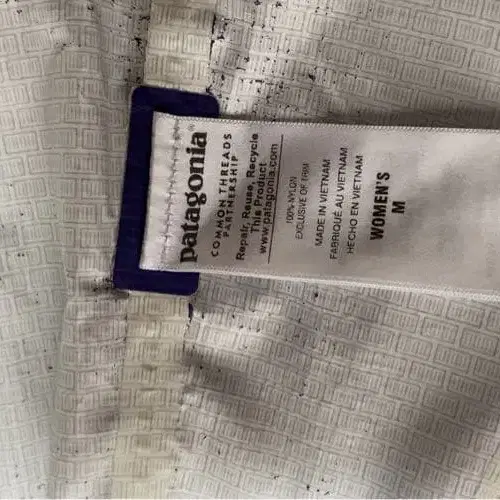 patagonia®
COMMON THREADS
PARTNERSHIP
Repair, Reuse, Recycle
This Product
www.patagonia.com
100% NYLON
EXCLUSIVE OF TRIM
MADE IN VIETNAM
FABRIQUÉ AU VIETNAM
HECHO EN VIETNAM
WOMEN'S
M